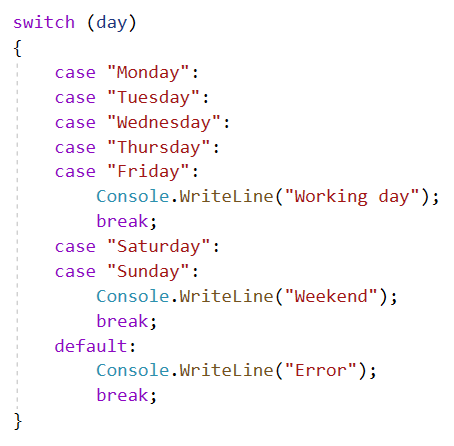 switch (day)
{
    case "Monday":
    case "Tuesday":
    case "Wednesday":
    case "Thursday":
    case "Friday":
        Console.WriteLine("Working day");
        break;
    case "Saturday":
    case "Sunday":
        Console.WriteLine("Weekend");
        break;
    default:
        Console.WriteLine("Error");
        break;
}